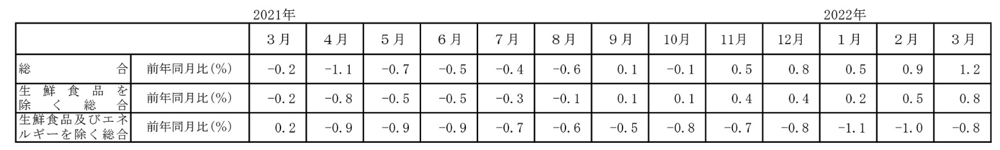 2021年 2022年
３月 ４月 ５月 ６月 ７月 ８月 ９月 10月 11月 12月 １月 ２月 ３月
総合 前年同月比(%) −0.2 −1.1 −0.7 −0.5 −0.4 −0.6 0.1 −0.1 0.5 0.8 0.5 0.9 1.2
生鮮食品を
除く総合 前年同月比(%) −0.2 −0.8 −0.5 −0.5 −0.3 −0.1 0.1 0.1 0.4 0.4 0.2 0.5 0.8
生鮮食品及びエネ
ルギーを除く総合 前年同月比(%) 0.2 −0.9 −0.9 −0.9 −0.7 −0.6 −0.5 −0.8 −0.7 −0.8 −1.1 −1.0 −0.8